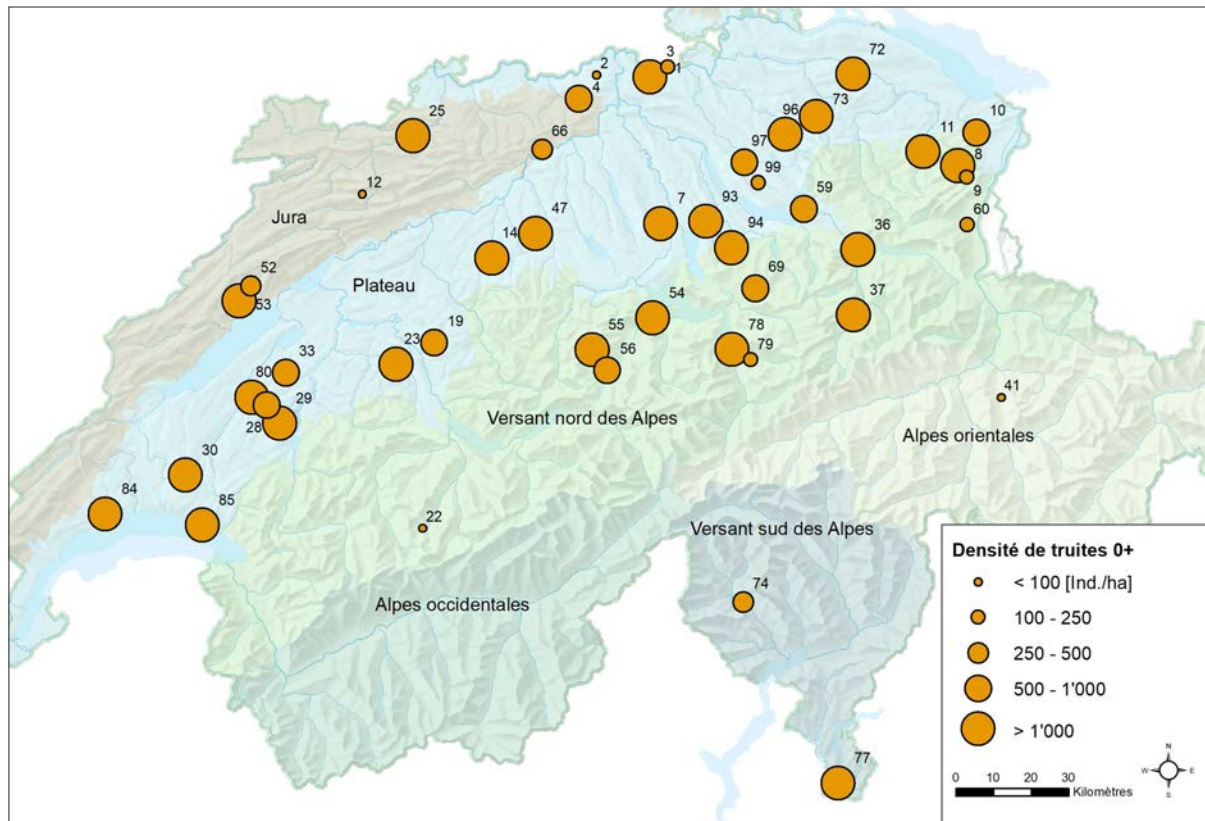 3
72
2
1
4
73
25
96
10
11
66
97
8
99
9
12
59
60
Jura
7
93
47
36
14
94
52
Plateau
69
53
54
37
19
55
78
23
56
79
33
80
29
41
Versant nord des Alpes
28
Alpes orientales
30
84
85
22
Versant sud des Alpes
74
Alpes occidentales
77
Densité de truites 0+
< 100 [Ind./ha]
100 - 250
250 - 500
500 - 1'000
> 1'000
N
W E
S
0 10 20 30
Kilomètres